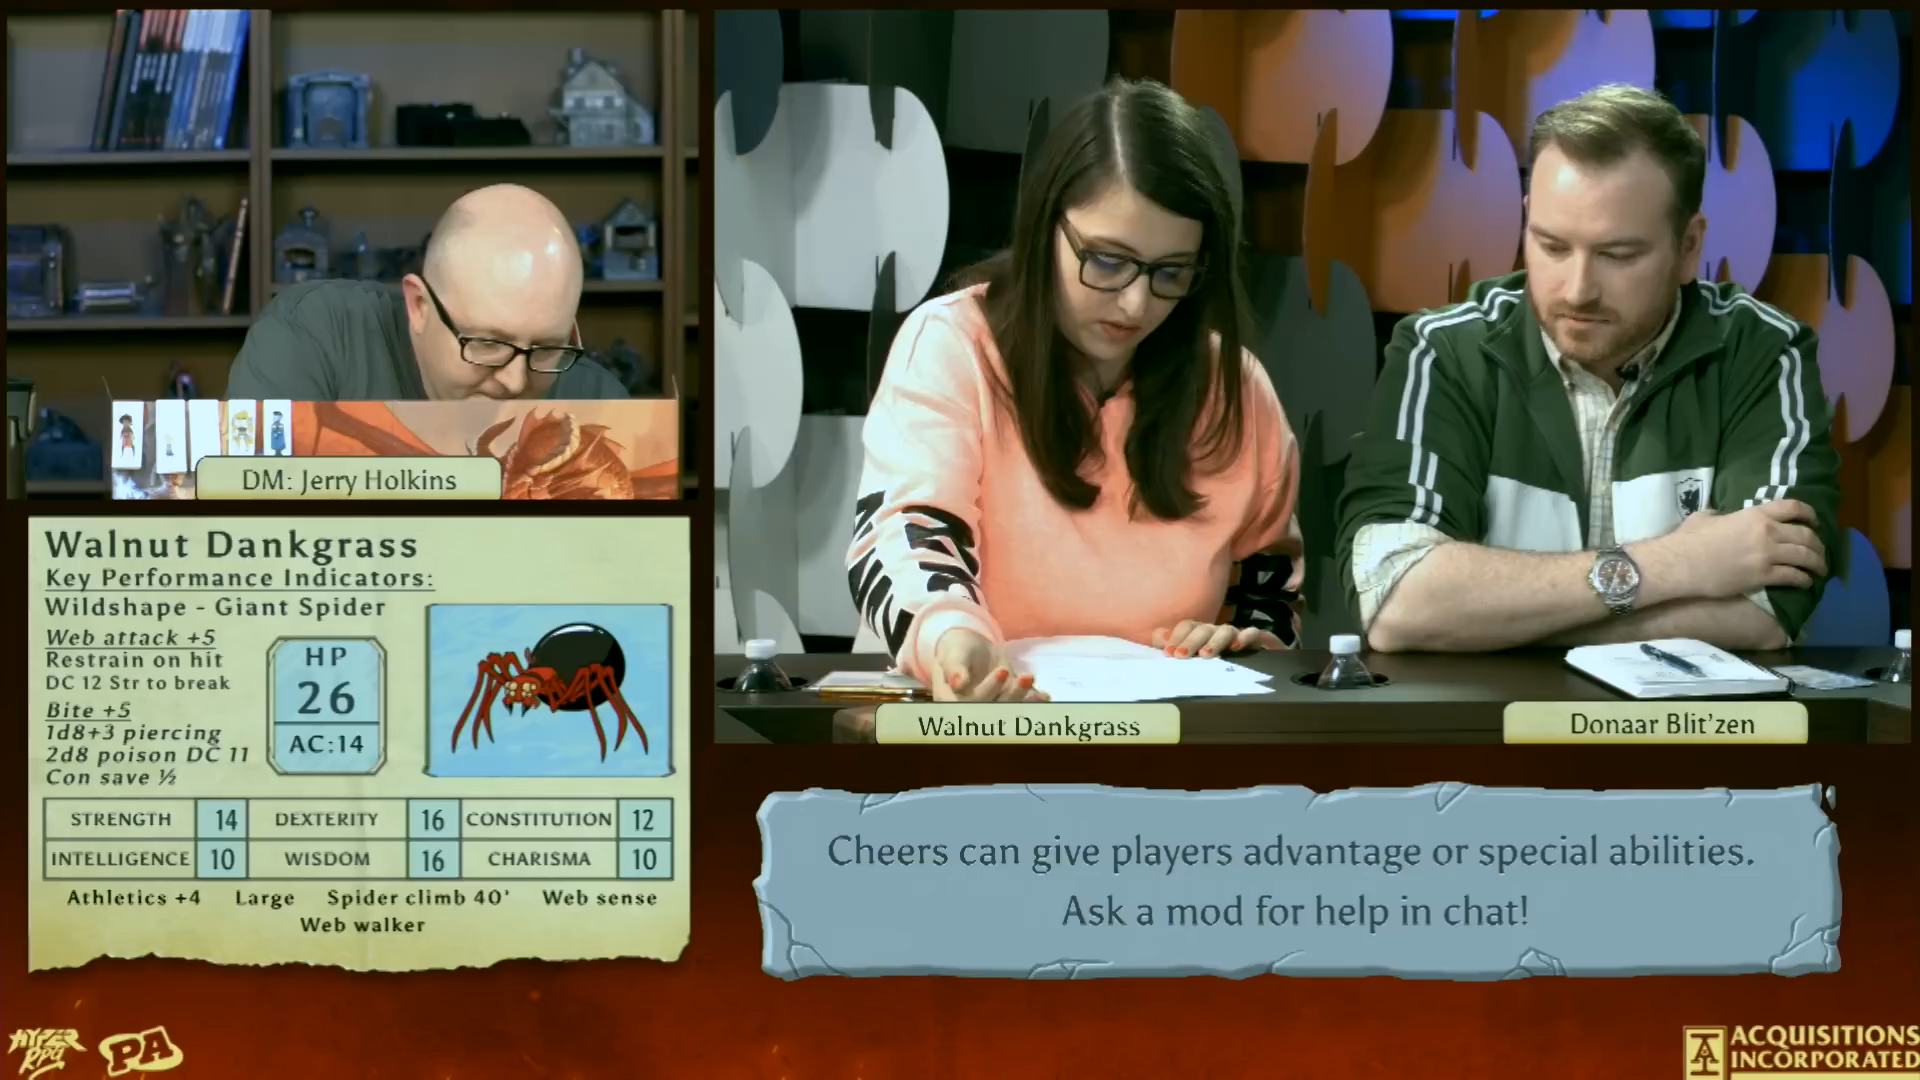 DM: Jerry Holkins
Walnut Dankgrass
Key Performance Indicators:
Wildshape - Giant Spider
Web attack +5
Restrain on hit
DC 12 Str to break
Bite +5
1d8+3 piercing
2d8 poison DC 11
Con save ½
HP
26
AC:14
STRENGTH 14 DEXTERITY 16 CONSTITUTION 12
INTELLIGENCE 10 WISDOM 16 CHARISMA 10
Athletics +4 Large Spider climb 40' Web sense
Web walker
Walnut Dankgrass
Donaar Blit'zen
Cheers can give players advantage or special abilities.
Ask a mod for help in chat!
HYPER
RPG
PA
ACQUISITIONS
INCORPORATED